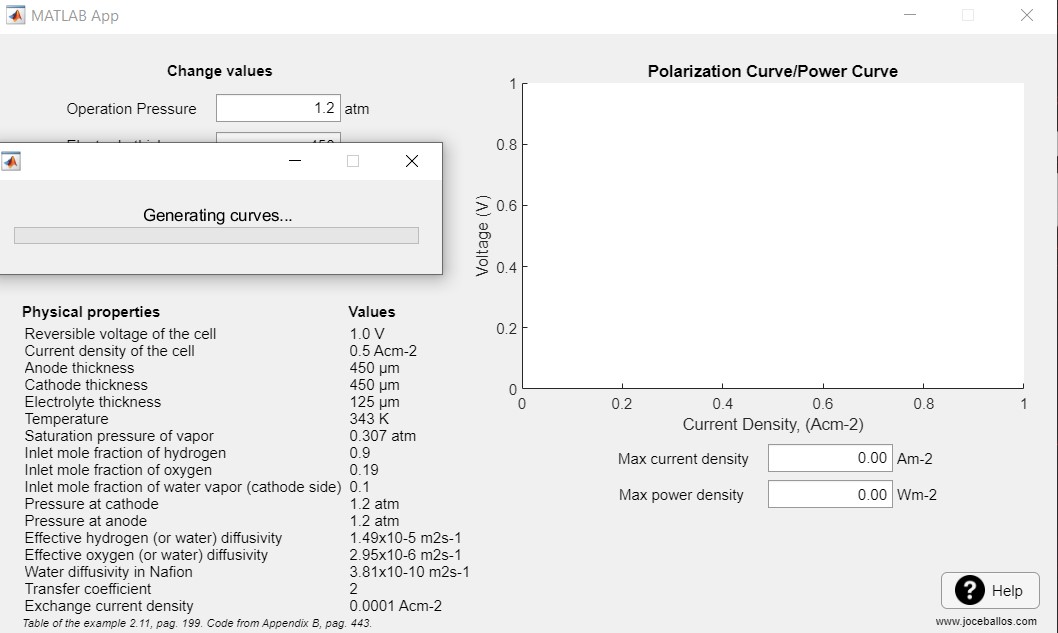 MATLAB App
Change values
Operation Pressure 1.2 atm
Generating curves...
Physical properties Values
Reversible voltage of the cell 1.0 V
Current density of the cell 0.5 Acm-2
Anode thickness 450 μm
Cathode thickness 450 μm
Electrolyte thickness 125 μm
Temperature 343 K
Saturation pressure of vapor 0.307 atm
Inlet mole fraction of hydrogen 0.9
Inlet mole fraction of oxygen 0.19
Inlet mole fraction of water vapor (cathode side) 0.1
Pressure at cathode 1.2 atm
Pressure at anode 1.2 atm
Effective hydrogen (or water) diffusivity 1.49x10-5 m2s-1
Effective oxygen (or water) diffusivity 2.95x10-6 m2s-1
Water diffusivity in Nafion 3.81x10-10 m2s-1
Transfer coefficient 2
Exchange current density 0.0001 Acm-2
Table of the example 2.11, pag. 199. Code from Appendix B, pag. 443.
Polarization Curve/Power Curve
1
0.8
0.6
0.4
0.2
0
Voltage (V)
0 0.2 0.4 0.6 0.8 1
Current Density, (Acm-2)
Max current density 0.00 Am-2
Max power density 0.00 Wm-2
? Help
www.joceballos.com